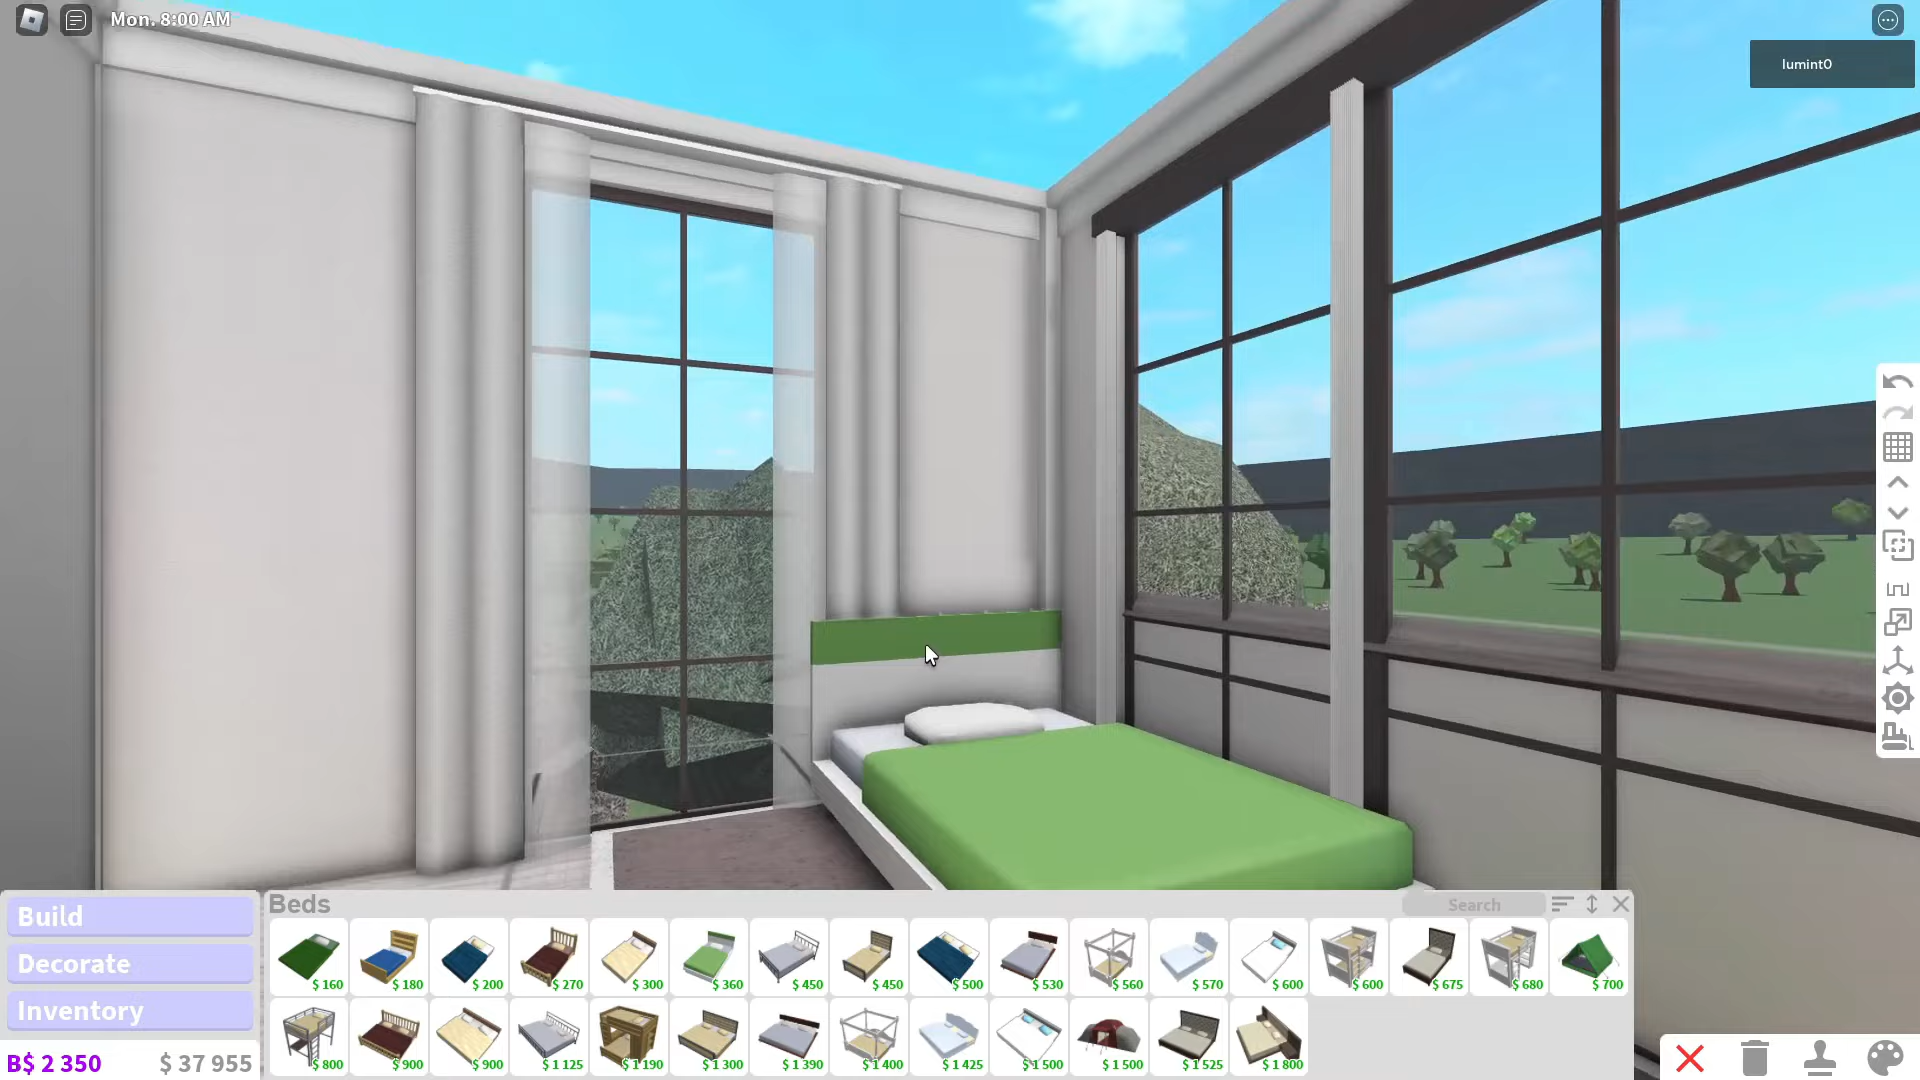 Mon. 8:00 AM
lumint0
Build
Decorate
Inventory
B$ 2 350
$ 37 955
Beds
Search
$ 160
$ 180
$ 200
$ 270
$ 300
$ 360
$ 450
$ 450
$ 500
$ 530
$ 560
$ 570
$ 600
$ 600
$ 675
$ 680
$ 700
$ 800
$ 900
$ 900
$ 1 125
$ 1 190
$ 1 300
$ 1 390
$ 1 400
$ 1 425
$ 1 500
$ 1 500
$ 1 525
$ 1 800